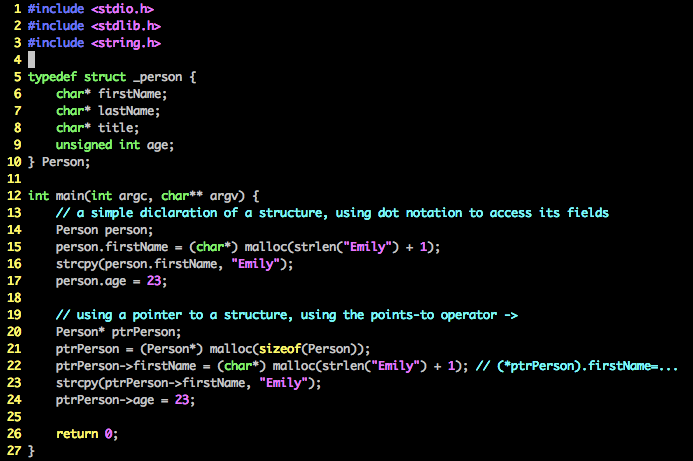 1 #include <stdio.h>
2 #include <stdlib.h>
3 #include <string.h>
4
5 typedef struct _person {
6     char* firstName;
7     char* lastName;
8     char* title;
9     unsigned int age;
10 } Person;
11
12 int main(int argc, char** argv) {
13     // a simple diclaration of a structure, using dot notation to access its fields
14     Person person;
15     person.firstName = (char*) malloc(strlen("Emily") + 1);
16     strcpy(person.firstName, "Emily");
17     person.age = 23;
18
19     // using a pointer to a structure, using the points-to operator ->
20     Person* ptrPerson;
21     ptrPerson = (Person*) malloc(sizeof(Person));
22     ptrPerson->firstName = (char*) malloc(strlen("Emily") + 1); // (*ptrPerson).firstName=...
23     strcpy(ptrPerson->firstName, "Emily");
24     ptrPerson->age = 23;
25
26     return 0;
27 }